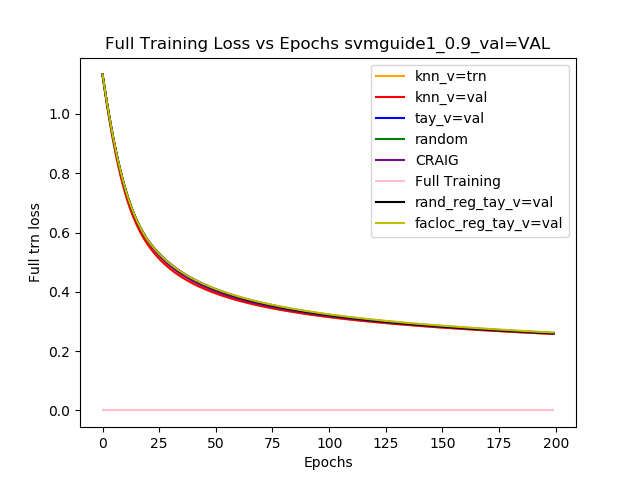 Full Training Loss vs Epochs svmguide1_0.9_val=VAL
knn_v=trn
knn_v=val
tay_v=val
random
CRAIG
Full Training
rand_reg_tay_v=val
facloc_reg_tay_v=val
Full trn loss
1.0
0.8
0.6
0.4
0.2
0.0
0 25 50 75 100 125 150 175 200
Epochs